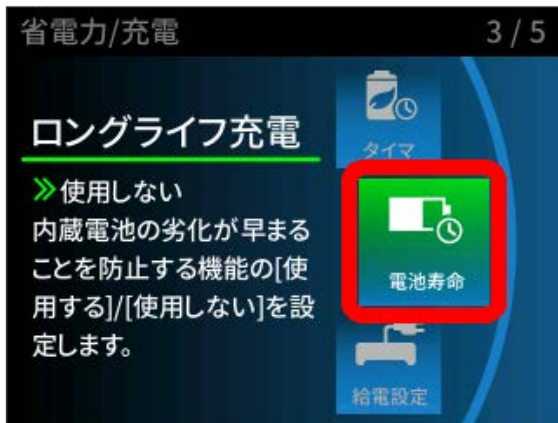 省電力/充電 3/5
ロングライフ充電
≫使用しない
内蔵電池の劣化が早まる
ことを防止する機能の[使
用する]/[使用しない]を設
定します。
タイマ
電池寿命
給電設定